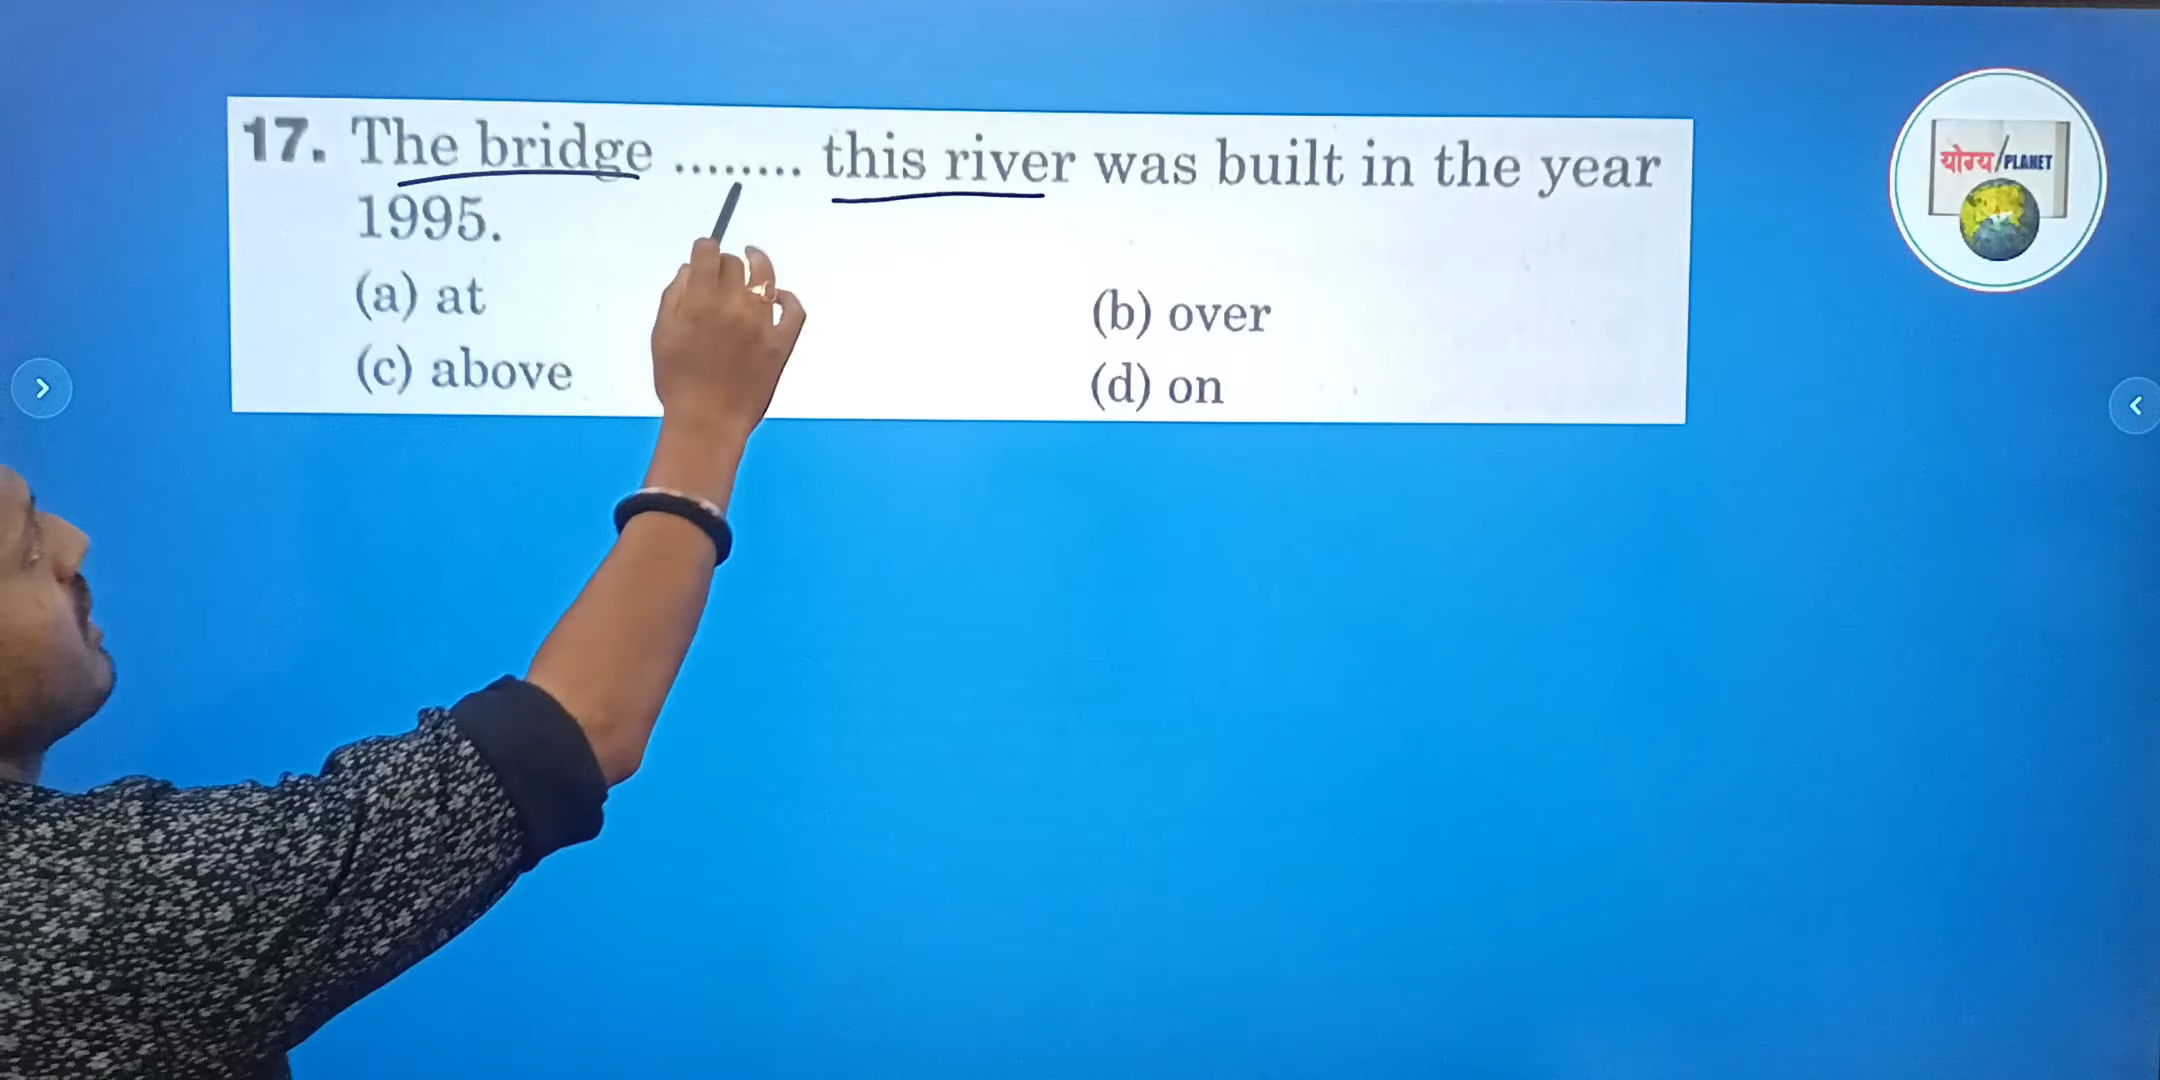 17. The bridge ........ this river was built in the year
1995.
(a) at
(b) over
(c) above
(d) on
योग्य/PLANET